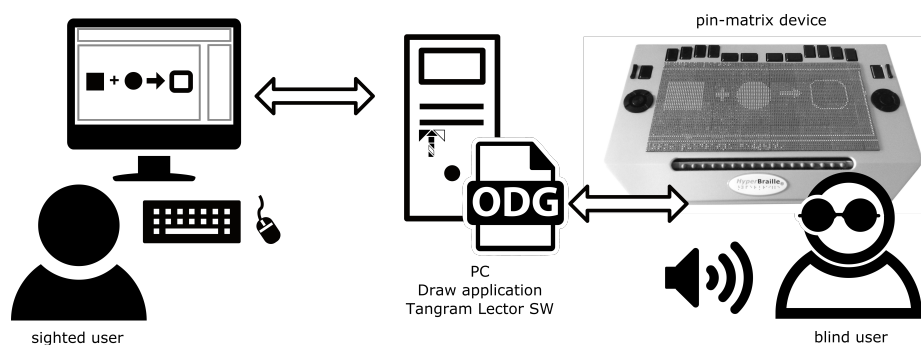 pin-matrix device
HyperBraille
ODG
PC
Draw application
Tangram Lector SW
sighted user
blind user